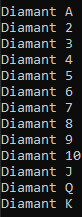 Diamant A
Diamant 2
Diamant 3
Diamant 4
Diamant 5
Diamant 6
Diamant 7
Diamant 8
Diamant 9
Diamant 10
Diamant J
Diamant Q
Diamant K